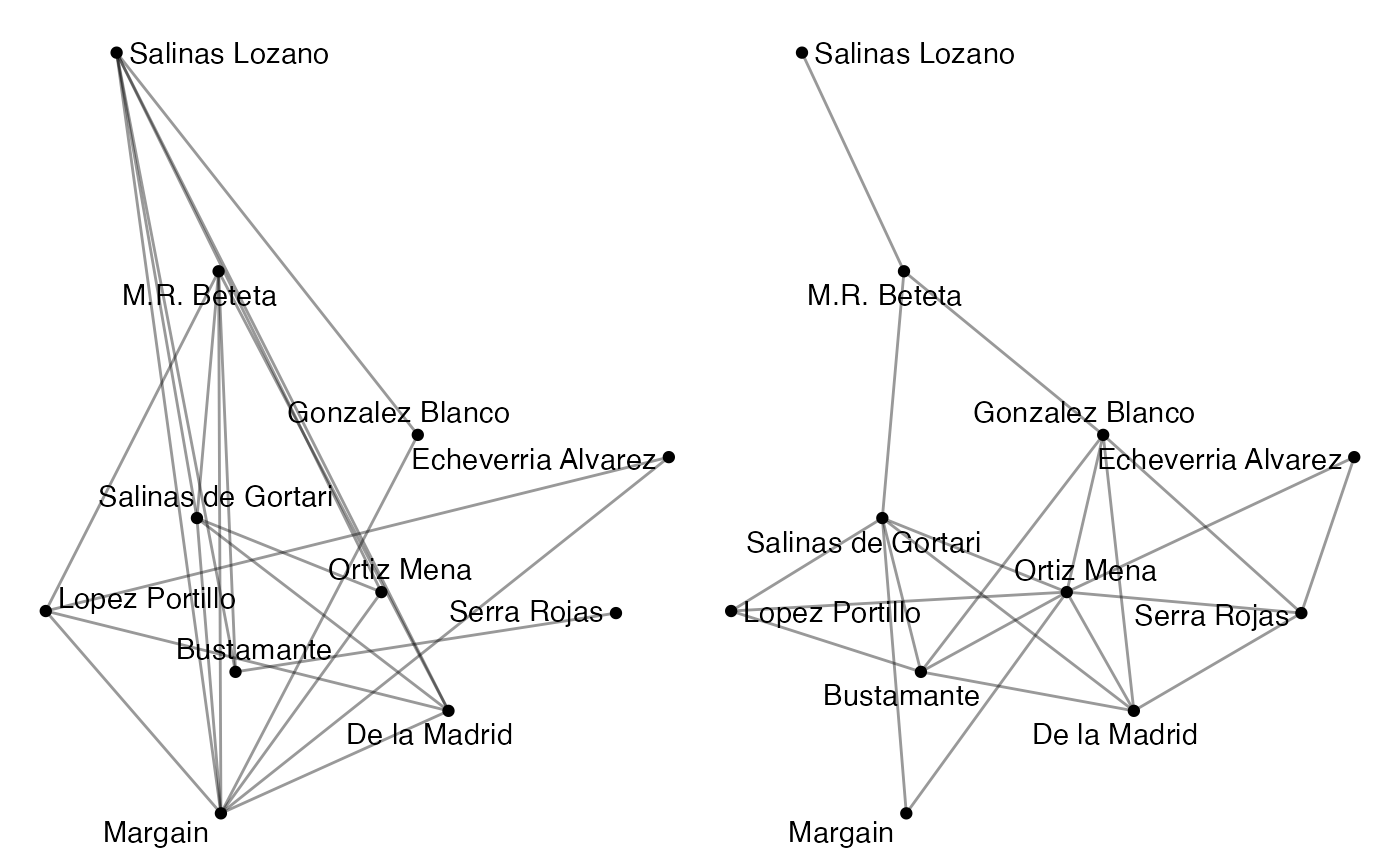 Salinas Lozano
M.R. Beteta
Gonzalez Blanco
Echeverria Alvarez
Salinas de Gortari
Ortiz Mena
Lopez Portillo
Serra Rojas
Bustamante
De la Madrid
Margain
Salinas Lozano
M.R. Beteta
Gonzalez Blanco
Echeverria Alvarez
Salinas de Gortari
Ortiz Mena
Lopez Portillo
Serra Rojas
Bustamante
De la Madrid
Margain